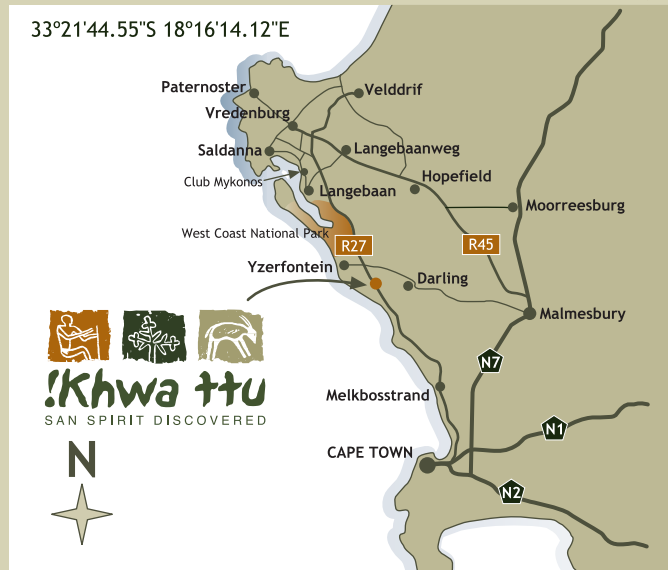 33°21'44.55"S 18°16'14.12"E
Paternoster
Velddrif
Vredenburg
Saldanna
Langebaanweg
Club Mykonos
Hopefield
Langebaan
Moorreesburg
West Coast National Park
R27
R45
Yzerfontein
Darling
Malmesbury
N7
!Khwa ttu
SAN SPIRIT DISCOVERED
Melkbosstrand
N1
N
CAPE TOWN
N2